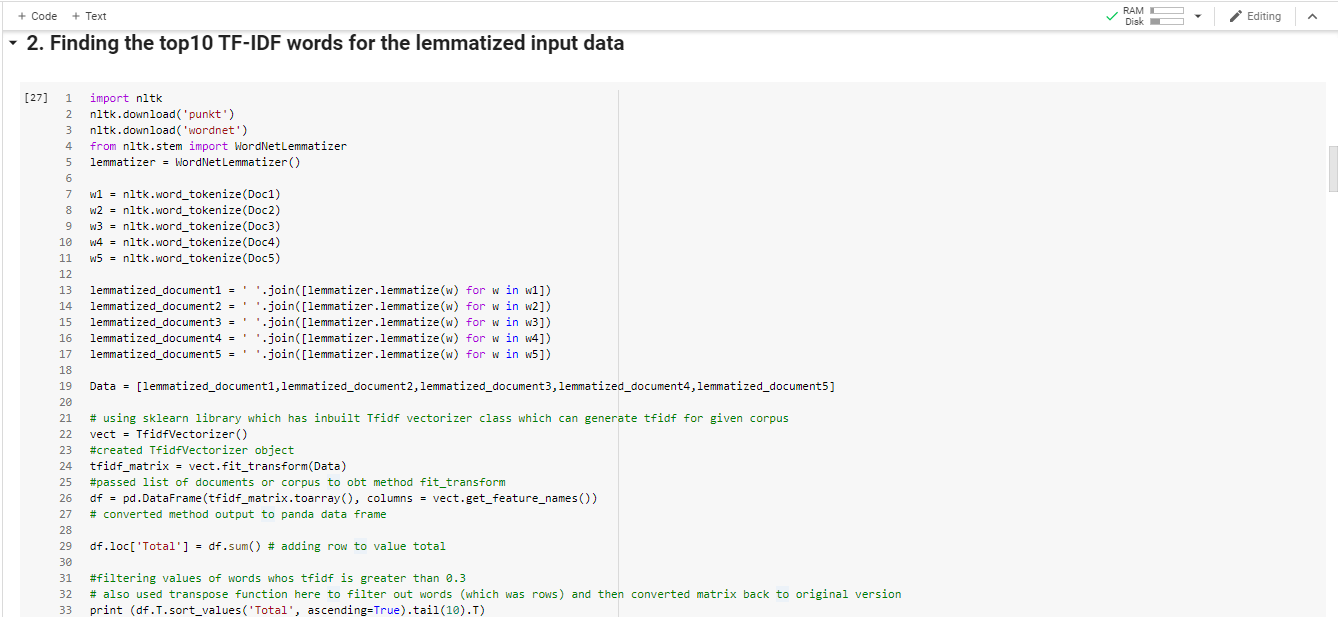 + Code + Text RAM Disk Editing
2. Finding the top10 TF-IDF words for the lemmatized input data
[27] 1 import nltk
2 nltk.download('punkt')
3 nltk.download('wordnet')
4 from nltk.stem import WordNetLemmatizer
5 lemmatizer = WordNetLemmatizer()
6
7 w1 = nltk.word_tokenize(Doc1)
8 w2 = nltk.word_tokenize(Doc2)
9 w3 = nltk.word_tokenize(Doc3)
10 w4 = nltk.word_tokenize(Doc4)
11 w5 = nltk.word_tokenize(Doc5)
12
13 lemmatized_document1 = ' '.join([lemmatizer.lemmatize(w) for w in w1])
14 lemmatized_document2 = ' '.join([lemmatizer.lemmatize(w) for w in w2])
15 lemmatized_document3 = ' '.join([lemmatizer.lemmatize(w) for w in w3])
16 lemmatized_document4 = ' '.join([lemmatizer.lemmatize(w) for w in w4])
17 lemmatized_document5 = ' '.join([lemmatizer.lemmatize(w) for w in w5])
18
19 Data = [lemmatized_document1,lemmatized_document2,lemmatized_document3,lemmatized_document4,lemmatized_document5]
20
21 # using sklearn library which has inbuilt Tfidf vectorizer class which can generate tfidf for given corpus
22 vect = TfidfVectorizer()
23 #created TfidfVectorizer object
24 tfidf_matrix = vect.fit_transform(Data)
25 #passed list of documents or corpus to obt method fit_transform
26 df = pd.DataFrame(tfidf_matrix.toarray(), columns = vect.get_feature_names())
27 # converted method output to panda data frame
28
29 df.loc['Total'] = df.sum() # adding row to value total
30
31 #filtering values of words whos tfidf is greater than 0.3
32 # also used transpose function here to filter out words (which was rows) and then converted matrix back to original version
33 print (df.T.sort_values('Total', ascending=True).tail(10).T)